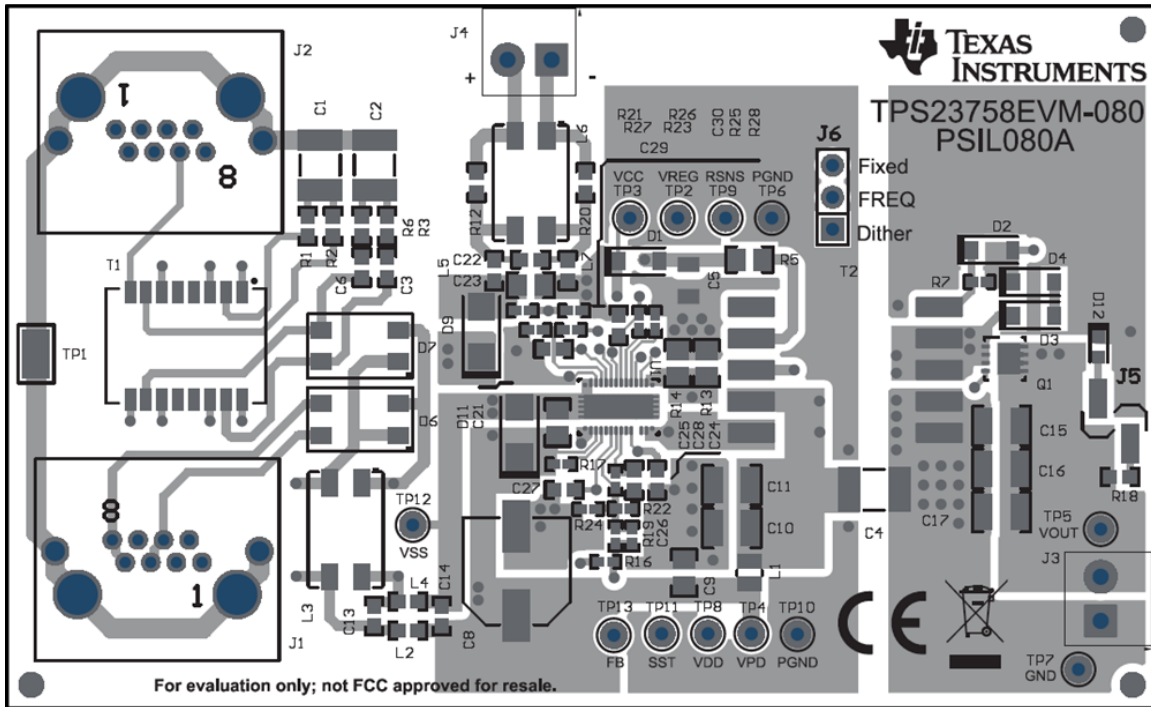 J2
J4
+
-
TEXAS
INSTRUMENTS
TPS23758EVM-080
PSIL080A
1
8
C1
C2
L6
R21
R26
C30
R25
R28
R27
R23
C29
J6
Fixed
FREQ
Dither
VCC
VREG
RSNS
PGND
TP3
TP2
TP9
TP6
R12
R20
R1
R2
R6
R3
D1
R5
C5
T2
D2
D4
R7
T1
C6
C3
L5
C22
C23
L7
D9
D7
U1
D3
D12
Q1
J5
TP1
D6
D11
C21
R14
R13
C25
C28
C24
C15
C16
C17
R18
R17
C27
R24
R22
R19
C26
R16
C11
C10
C9
L1
C4
TP5
VOUT
J3
8
1
TP12
VSS
L3
C13
L4
L2
C14
C8
TP13
TP11
TP8
TP4
TP10
FB
SST
VDD
VPD
PGND
CE
TP7
GND
J1
For evaluation only; not FCC approved for resale.